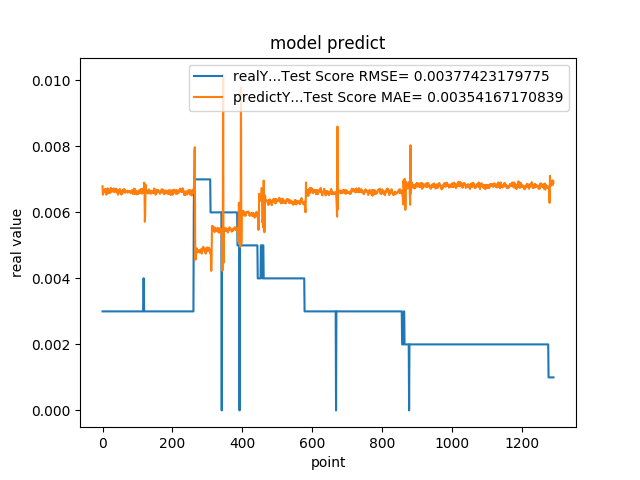 model predict
realY...Test Score RMSE= 0.00377423179775
predictY...Test Score MAE= 0.00354167170839
0.010
0.008
0.006
0.004
0.002
0.000
real value
0 200 400 600 800 1000 1200
point